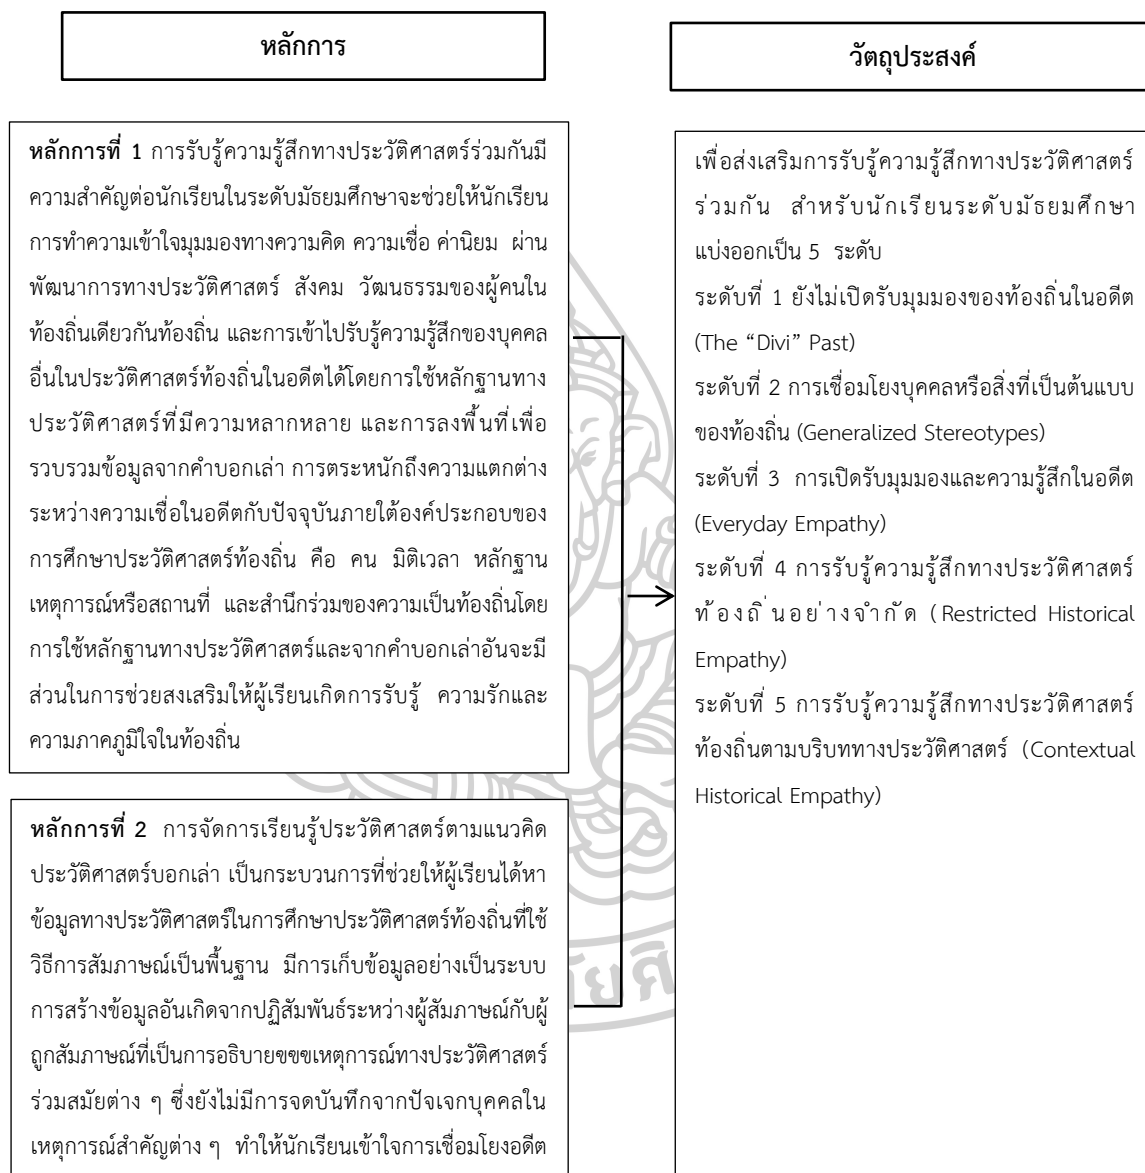 หลักการ
หลักการที่ 1 การรับรู้ความรู้สึกทางประวัติศาสตร์ร่วมกันมี
ความสำคัญต่อนักเรียนในระดับมัธยมศึกษาจะช่วยให้นักเรียน
การทำความเข้าใจมุมมองทางความคิด ความเชื่อ ค่านิยม ผ่าน
พัฒนาการทางประวัติศาสตร์ สังคม วัฒนธรรมของผู้คนใน
ท้องถิ่นเดียวกันท้องถิ่น และการเข้าไปรับรู้ความรู้สึกของบุคคล
อื่นในประวัติศาสตร์ท้องถิ่นในอดีตได้โดยการใช้หลักฐานทาง
ประวัติศาสตร์ที่มีความหลากหลาย และการลงพื้นที่เพื่อ
รวบรวมข้อมูลจากคำบอกเล่า การตระหนักถึงความแตกต่าง
ระหว่างความเชื่อในอดีตกับปัจจุบันภายใต้องค์ประกอบของ
การศึกษาประวัติศาสตร์ท้องถิ่น คือ คน มิติเวลา หลักฐาน
เหตุการณ์หรือสถานที่ และสำนึกร่วมของความเป็นท้องถิ่นโดย
การใช้หลักฐานทางประวัติศาสตร์และจากคำบอกเล่าอันจะมี
ส่วนในการช่วยสงเสริมให้ผู้เรียนเกิดการรับรู้ ความรักและ
ความภาคภูมิใจในท้องถิ่น
หลักการที่ 2 การจัดการเรียนรู้ประวัติศาสตร์ตามแนวคิด
ประวัติศาสตร์บอกเล่า เป็นกระบวนการที่ช่วยให้ผู้เรียนได้หา
ข้อมูลทางประวัติศาสตร์ในการศึกษาประวัติศาสตร์ท้องถิ่นที่ใช้
วิธีการสัมภาษณ์เป็นพื้นฐาน มีการเก็บข้อมูลอย่างเป็นระบบ
การสร้างข้อมูลอันเกิดจากปฏิสัมพันธ์ระหว่างผู้สัมภาษณ์กับผู้
ถูกสัมภาษณ์ที่เป็นการอธิบายขขขเหตุการณ์ทางประวัติศาสตร์
ร่วมสมัยต่าง ๆ ซึ่งยังไม่มีการจดบันทึกจากปัจเจกบุคคลใน
เหตุการณ์สำคัญต่าง ๆ ทำให้นักเรียนเข้าใจการเชื่อมโยงอดีต
วัตถุประสงค์
เพื่อส่งเสริมการรับรู้ความรู้สึกทางประวัติศาสตร์
ร่วมกัน สำหรับนักเรียนระดับมัธยมศึกษา
แบ่งออกเป็น 5 ระดับ
ระดับที่ 1 ยังไม่เปิดรับมุมมองของท้องถิ่นในอดีต
(The “Divi” Past)
ระดับที่ 2 การเชื่อมโยงบุคคลหรือสิ่งที่เป็นต้นแบบ
ของท้องถิ่น (Generalized Stereotypes)
ระดับที่ 3 การเปิดรับมุมมองและความรู้สึกในอดีต
(Everyday Empathy)
ระดับที่ 4 การรับรู้ความรู้สึกทางประวัติศาสตร์
ท้องถิ่นอย่างจำกัด (Restricted Historical
Empathy)
ระดับที่ 5 การรับรู้ความรู้สึกทางประวัติศาสตร์
ท้องถิ่นตามบริบททางประวัติศาสตร์ (Contextual
Historical Empathy)